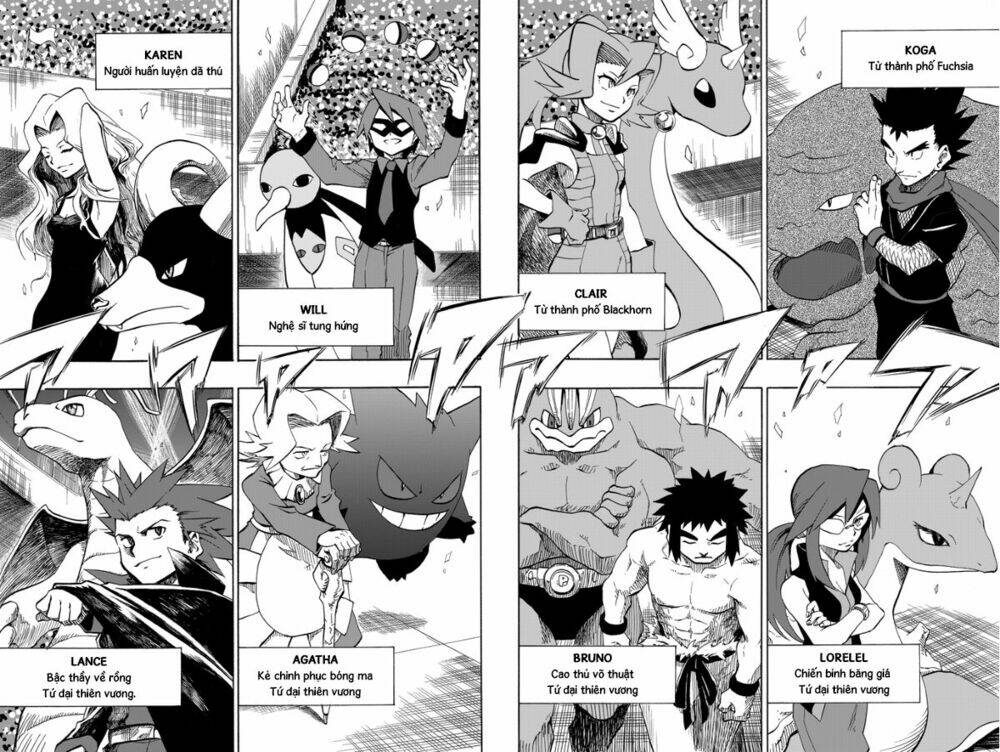 KAREN
Người huấn luyện dã thú
WILL
Nghệ sĩ tung hứng
CLAIR
Từ thành phố Blackhorn
KOGA
Từ thành phố Fuchsia
LANCE
Bậc thầy về rồng
Tứ đại thiên vương.
AGATHA
Kẻ chinh phục bóng ma
Tứ đại thiên vương
P
BRUNO
Cao thủ võ thuật
Tứ đại thiên vương
LORELEL
Chiến binh băng giá
Tứ đại thiên vương